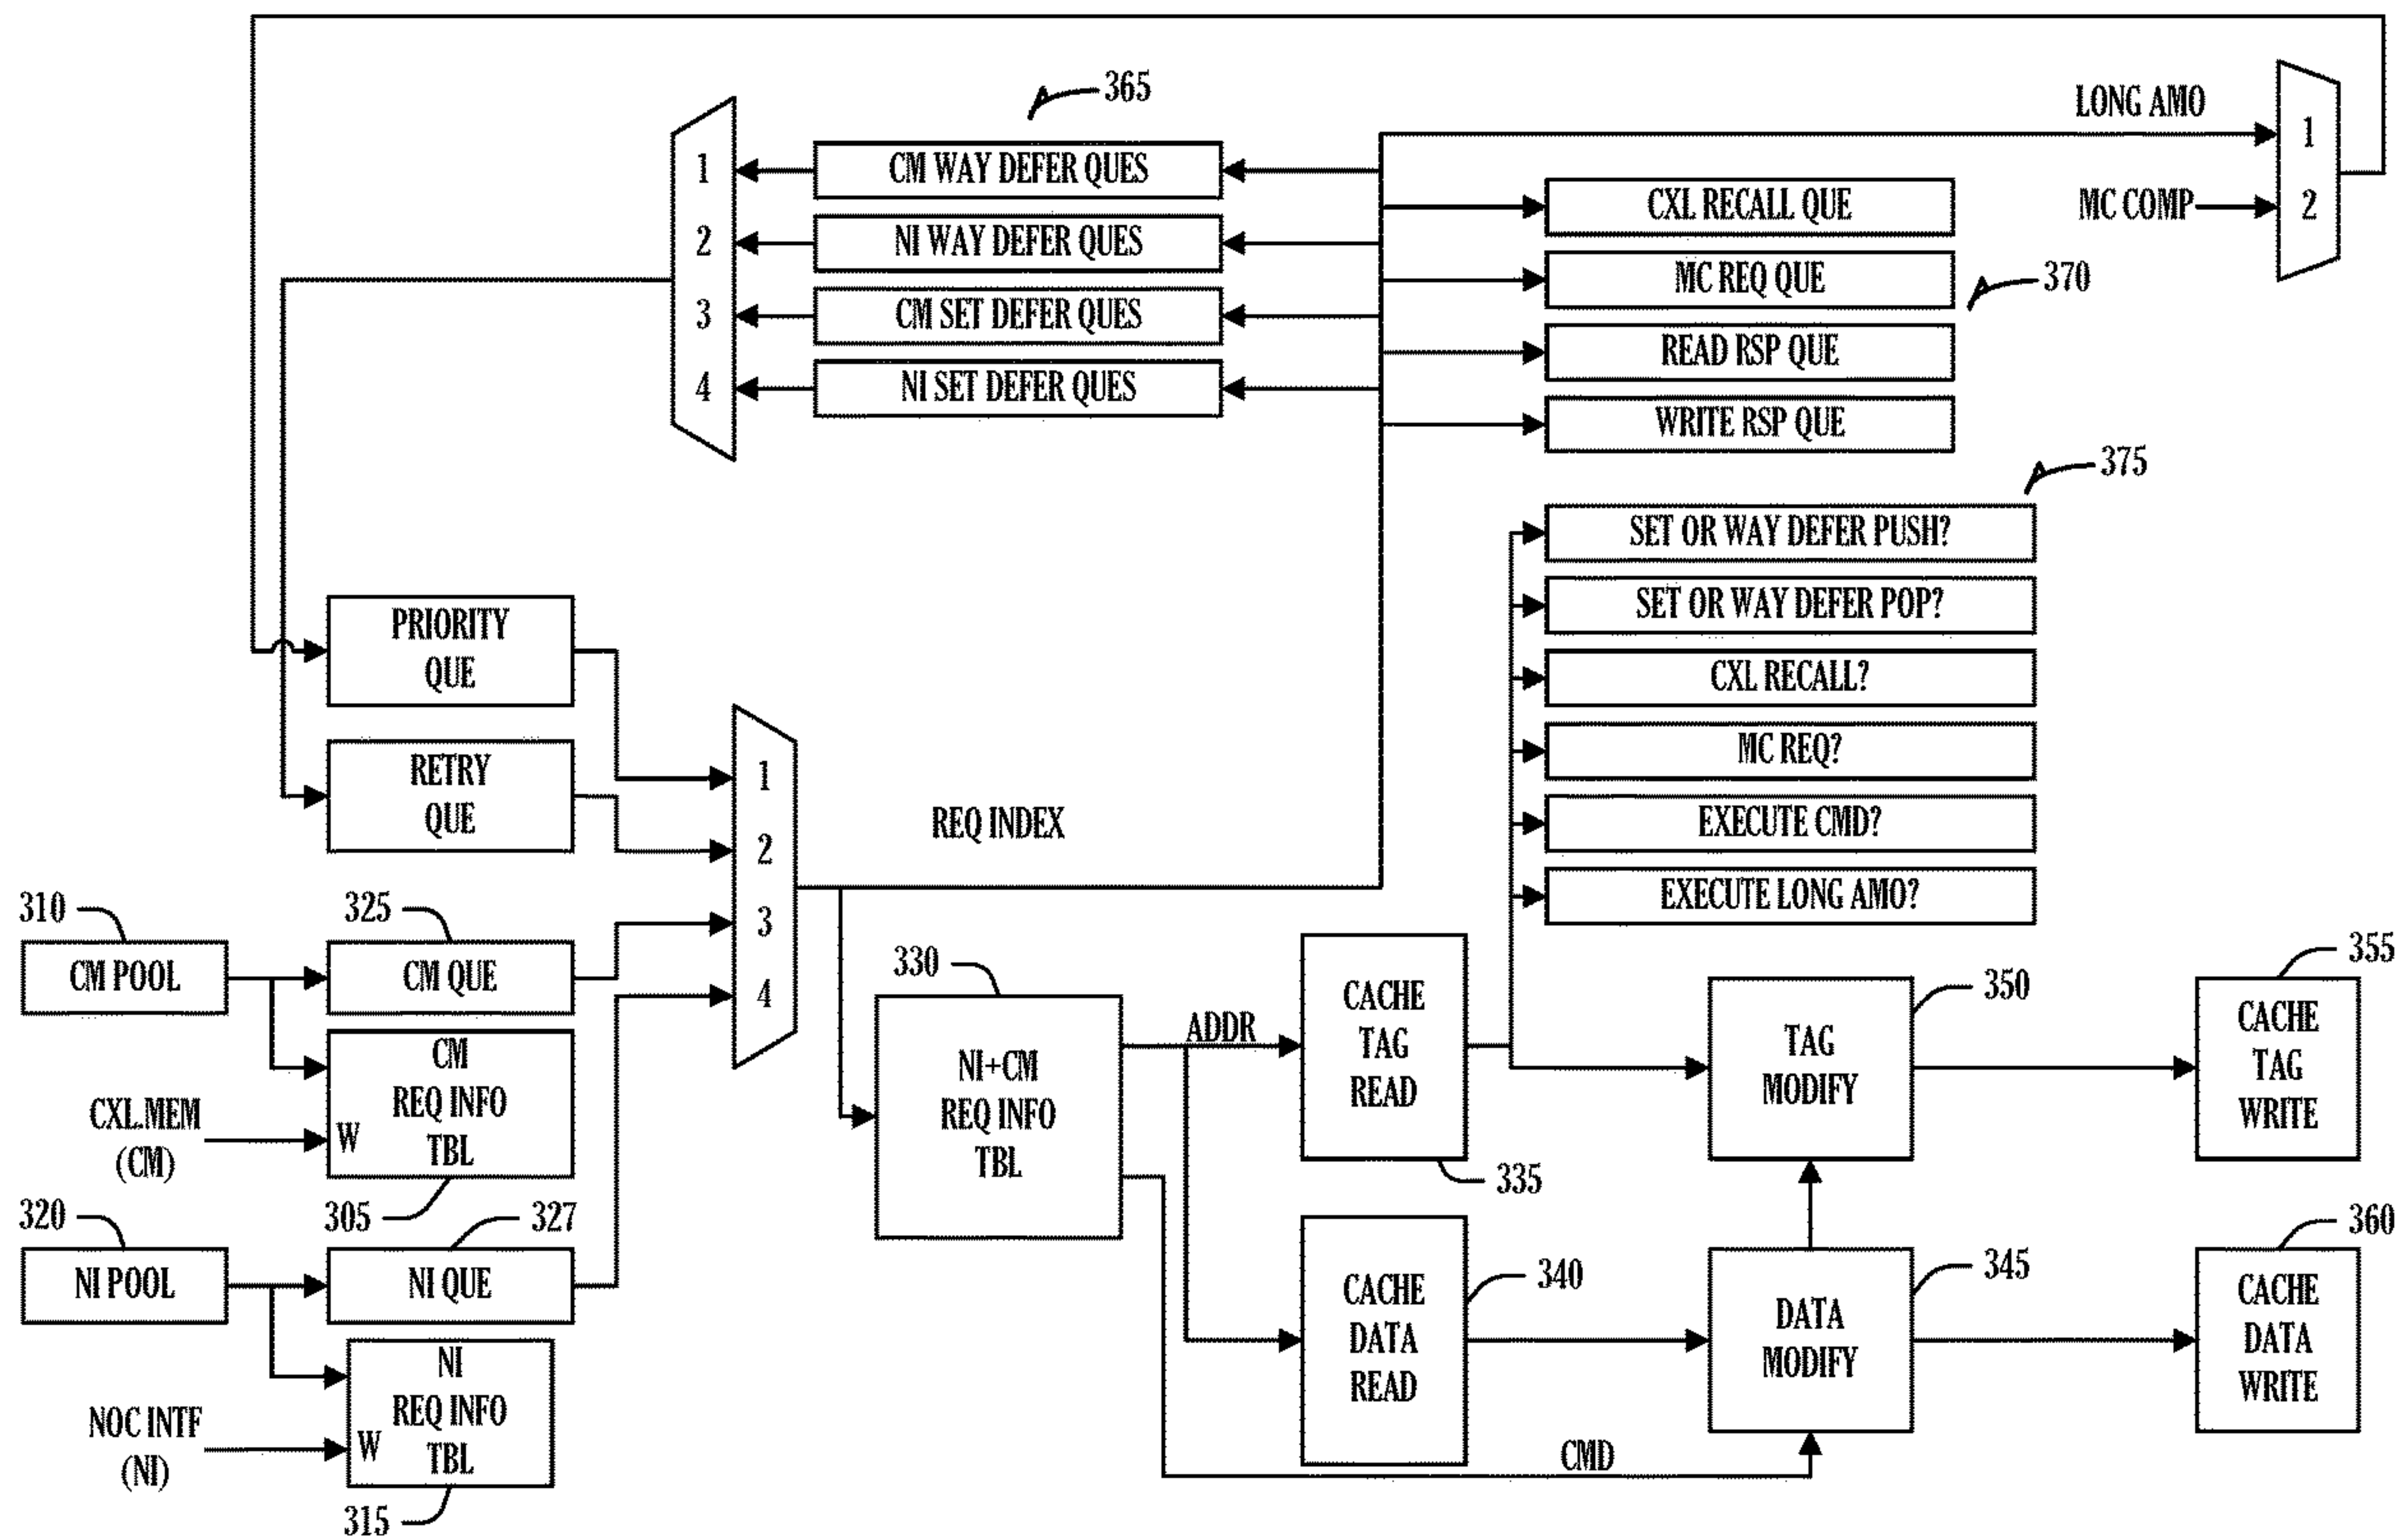 365
LONG AMO
1
MC COMP
2
1
CM WAY DEFER QUES
2
NI WAY DEFER QUES
3
CM SET DEFER QUES
4
NI SET DEFER QUES
CXL RECALL QUE
MC REQ QUE
370
READ RSP QUE
WRITE RSP QUE
375
SET OR WAY DEFER PUSH?
SET OR WAY DEFER POP?
CXL RECALL?
MC REQ?
EXECUTE CMD?
EXECUTE LONG AMO?
PRIORITY
QUE
RETRY
QUE
1
2
3
4
REQ INDEX
310
CM POOL
325
CM QUE
CM
REQ INFO
TBL
W
CXL.MEM
(CM)
305
320
NI POOL
327
NI QUE
NI
REQ INFO
TBL
W
NOC INTF
(NI)
315
330
NI+CM
REQ INFO
TBL
ADDR
CACHE
TAG
READ
335
CACHE
DATA
READ
340
CMD
TAG
MODIFY
350
DATA
MODIFY
345
CACHE
TAG
WRITE
355
CACHE
DATA
WRITE
360